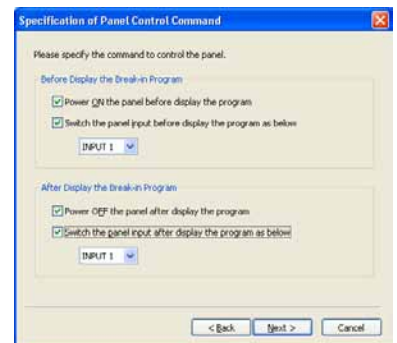 Specification of Panel Control Command
Please specify the command to control the panel.
Before Display the Break-in Program
Power ON the panel before display the program
Switch the panel input before display the program as below
INPUT 1
After Display the Break-in Program
Power OFF the panel after display the program
Switch the panel input after display the program as below
INPUT 1
< Back Next > Cancel